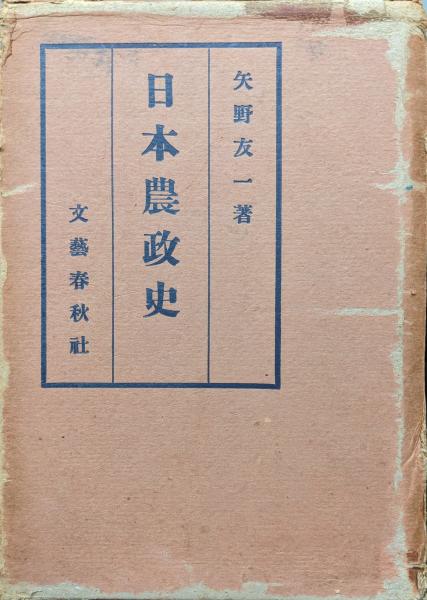 矢野友一著
日本農政史
文藝春秋社